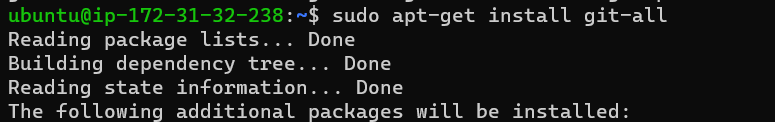 ubuntu@ip-172-31-32-238:~$ sudo apt-get install git-all
Reading package lists... Done
Building dependency tree... Done
Reading state information... Done
The following additional packages will be installed: